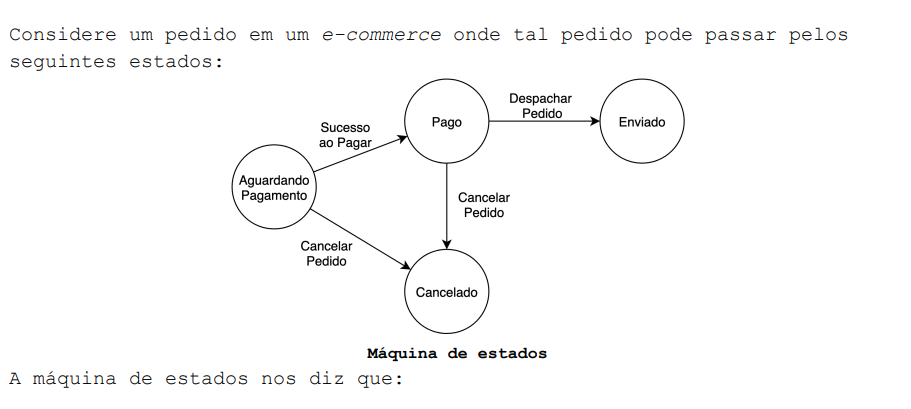 Considere um pedido em um e-commerce onde tal pedido pode passar pelos
seguintes estados:
Despachar
Pedido
Sucesso
ao Pagar
Pago
Enviado
Aguardando
Pagamento
Cancelar
Pedido
Cancelar
Pedido
Cancelado
Máquina de estados
A máquina de estados nos diz que: